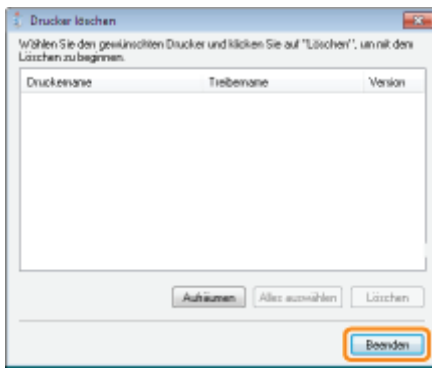 Drucker löschen
Wählen Sie den gewünschten Drucker und klicken Sie auf "Löschen", um mit dem
Löschen zu beginnen.
Druckername Treibername Version
Aufräumen Alles auswählen Löschen
Beenden